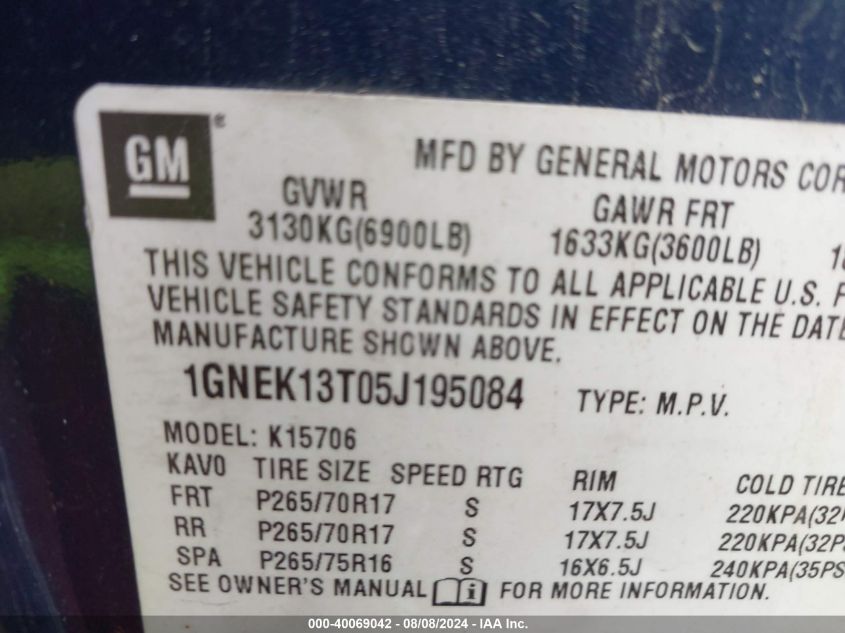 GM®
MFD BY GENERAL MOTORS COR
GVWR GAWR FRT
3130KG(6900LB) 1633KG(3600LB) 18
THIS VEHICLE CONFORMS TO ALL APPLICABLE U.S. F
VEHICLE SAFETY STANDARDS IN EFFECT ON THE DATE
MANUFACTURE SHOWN ABOVE.
1GNEK13T05J195084 TYPE: M.P.V.
MODEL: K15706
KAV0 TIRE SIZE SPEED RTG RIM COLD TIRE
FRT P265/70R17 S 17X7.5J 220KPA(32
RR P265/70R17 S 17X7.5J 220KPA(32P
SPA P265/75R16 S 16X6.5J 240KPA(35PS
SEE OWNER'S MANUAL i FOR MORE INFORMATION.
000-40069042 - 08/08/2024 - IAA Inc.